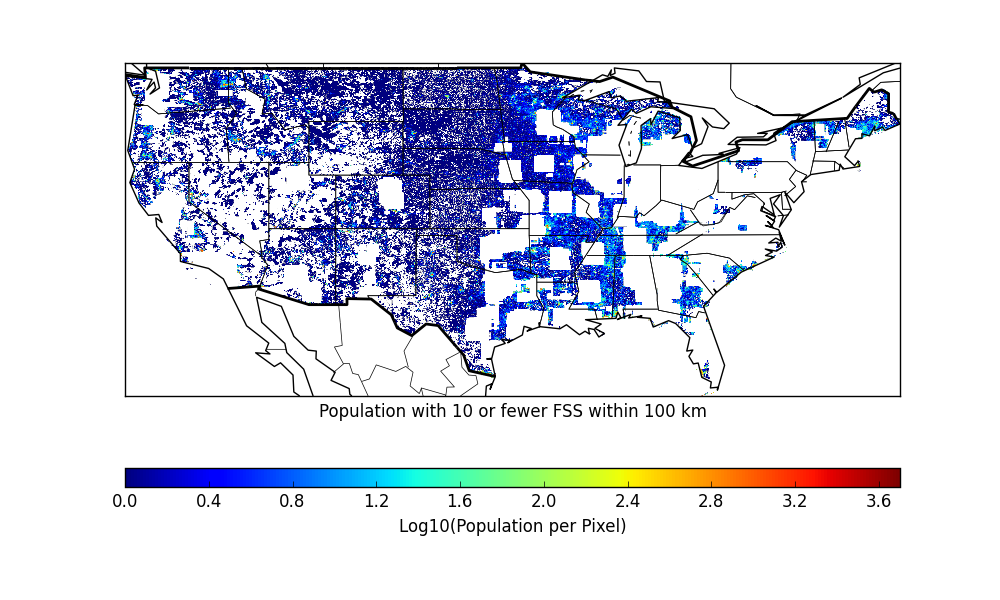 Population with 10 or fewer FSS within 100 km
0.0 0.4 0.8 1.2 1.6 2.0 2.4 2.8 3.2 3.6
Log10(Population per Pixel)